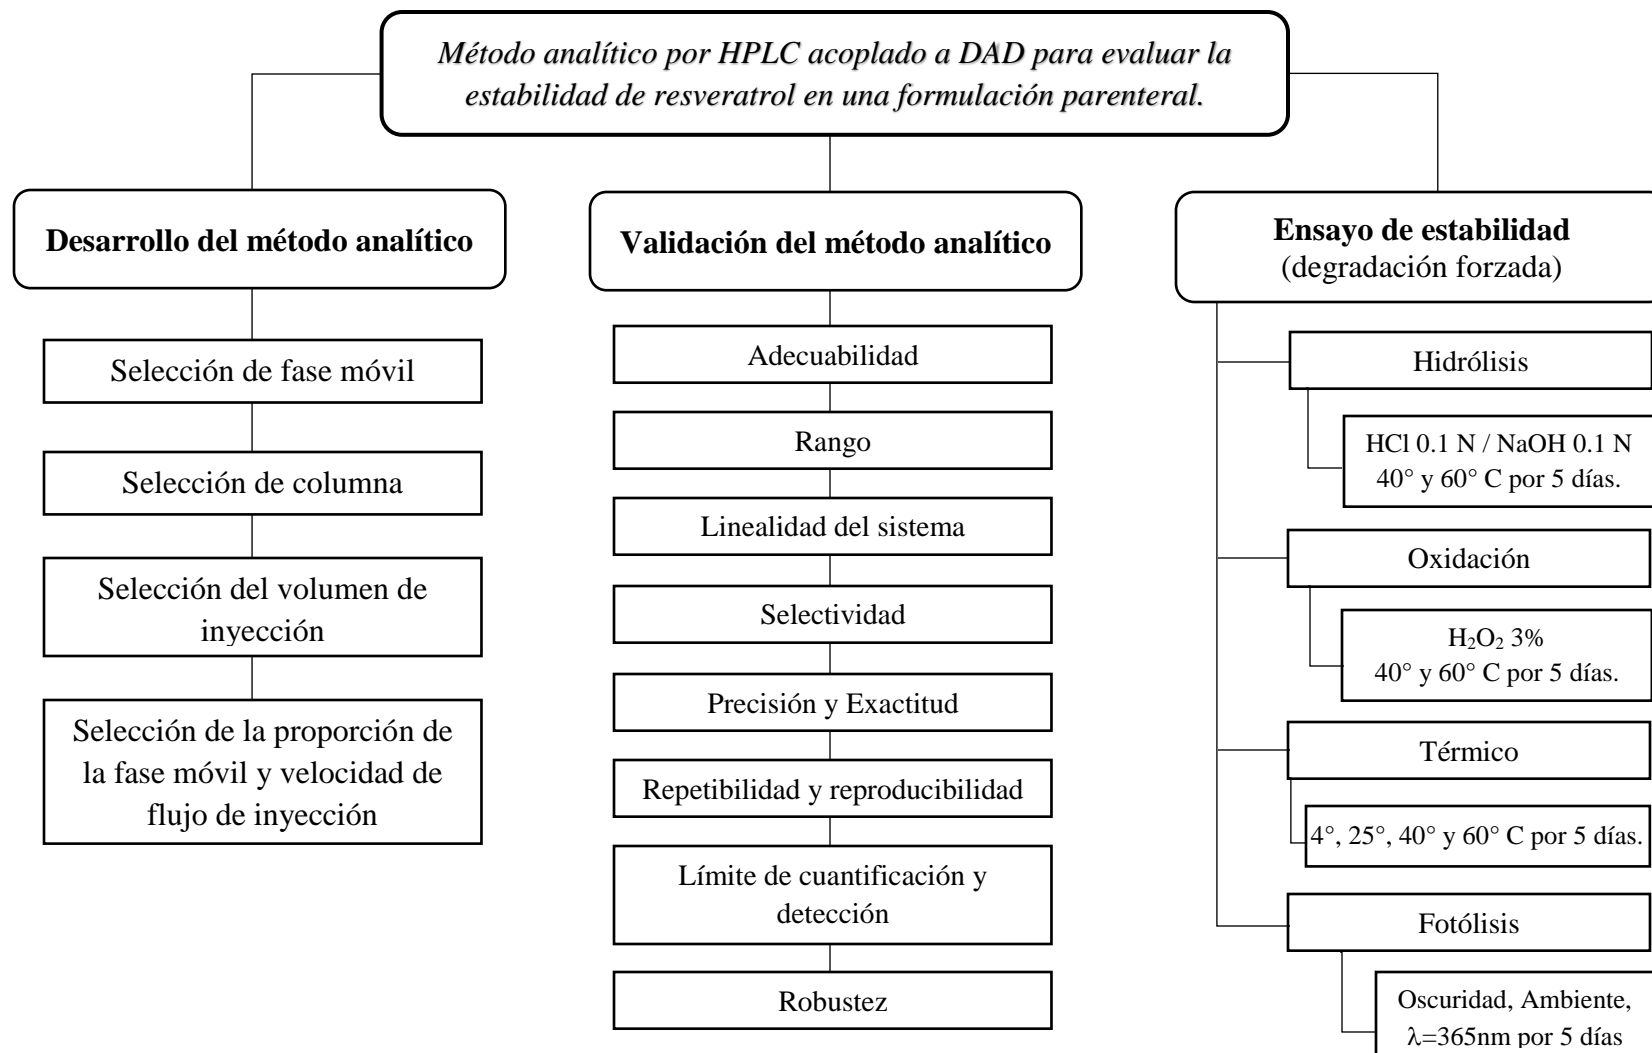 Método analítico por HPLC acoplado a DAD para evaluar la
estabilidad de resveratrol en una formulación parenteral.
Desarrollo del método analítico
Selección de fase móvil
Selección de columna
Selección del volumen de
inyección
Selección de la proporción de
la fase móvil y velocidad de
flujo de inyección
Validación del método analítico
Adecuabilidad
Rango
Linealidad del sistema
Selectividad
Precisión y Exactitud
Repetibilidad y reproducibilidad
Límite de cuantificación y
detección
Robustez
Ensayo de estabilidad
(degradación forzada)
Hidrólisis
HCl 0.1 N / NaOH 0.1 N
40° y 60° C por 5 días.
Oxidación
H₂O₂ 3%
40° y 60° C por 5 días.
Térmico
4°, 25°, 40° y 60° C por 5 días.
Fotólisis
Oscuridad, Ambiente,
λ=365nm por 5 días